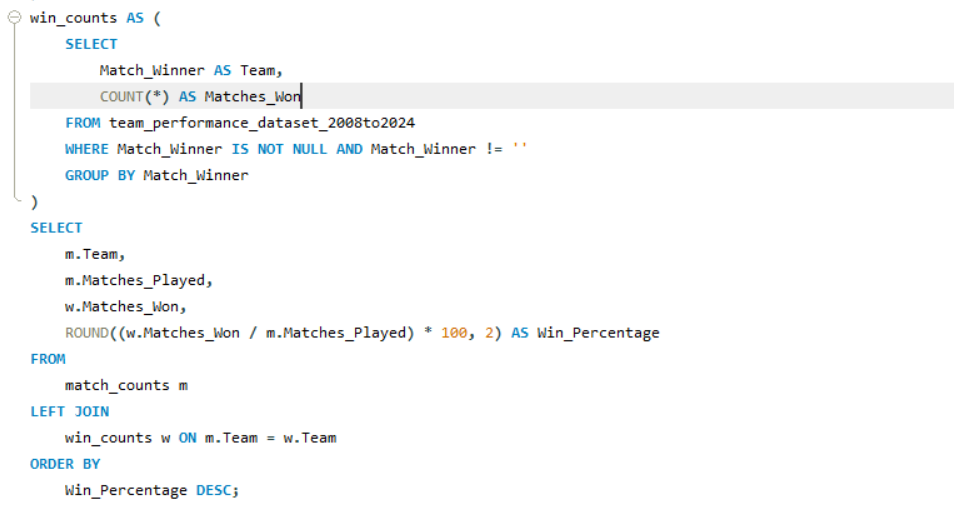 win_counts AS (
    SELECT
        Match_Winner AS Team,
        COUNT(*) AS Matches_Won
    FROM team_performance_dataset_2008to2024
    WHERE Match_Winner IS NOT NULL AND Match_Winner != ''
    GROUP BY Match_Winner
)
SELECT
    m.Team,
    m.Matches_Played,
    w.Matches_Won,
    ROUND((w.Matches_Won / m.Matches_Played) * 100, 2) AS Win_Percentage
FROM
    match_counts m
LEFT JOIN
    win_counts w ON m.Team = w.Team
ORDER BY
    Win_Percentage DESC;